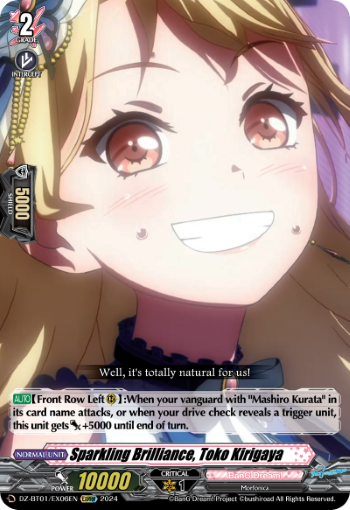 2
GRADE
INTERCEPT
5000
SHIELD
Well, it's totally natural for us!
AUTO【Front Row Left】:When your vanguard with "Mashiro Kurata" in
its card name attacks, or when your drive check reveals a trigger unit,
this unit gets +5000 until end of turn.
NORMAL UNIT Sparkling Brilliance, Toko Kirigaya
POWER 10000 CRITICAL 1 BanG Dream!
Morfonica
DZ-BT01/EX06EN 2024 ©BanG Dream! Project ©bushiroad All Rights Reserved.